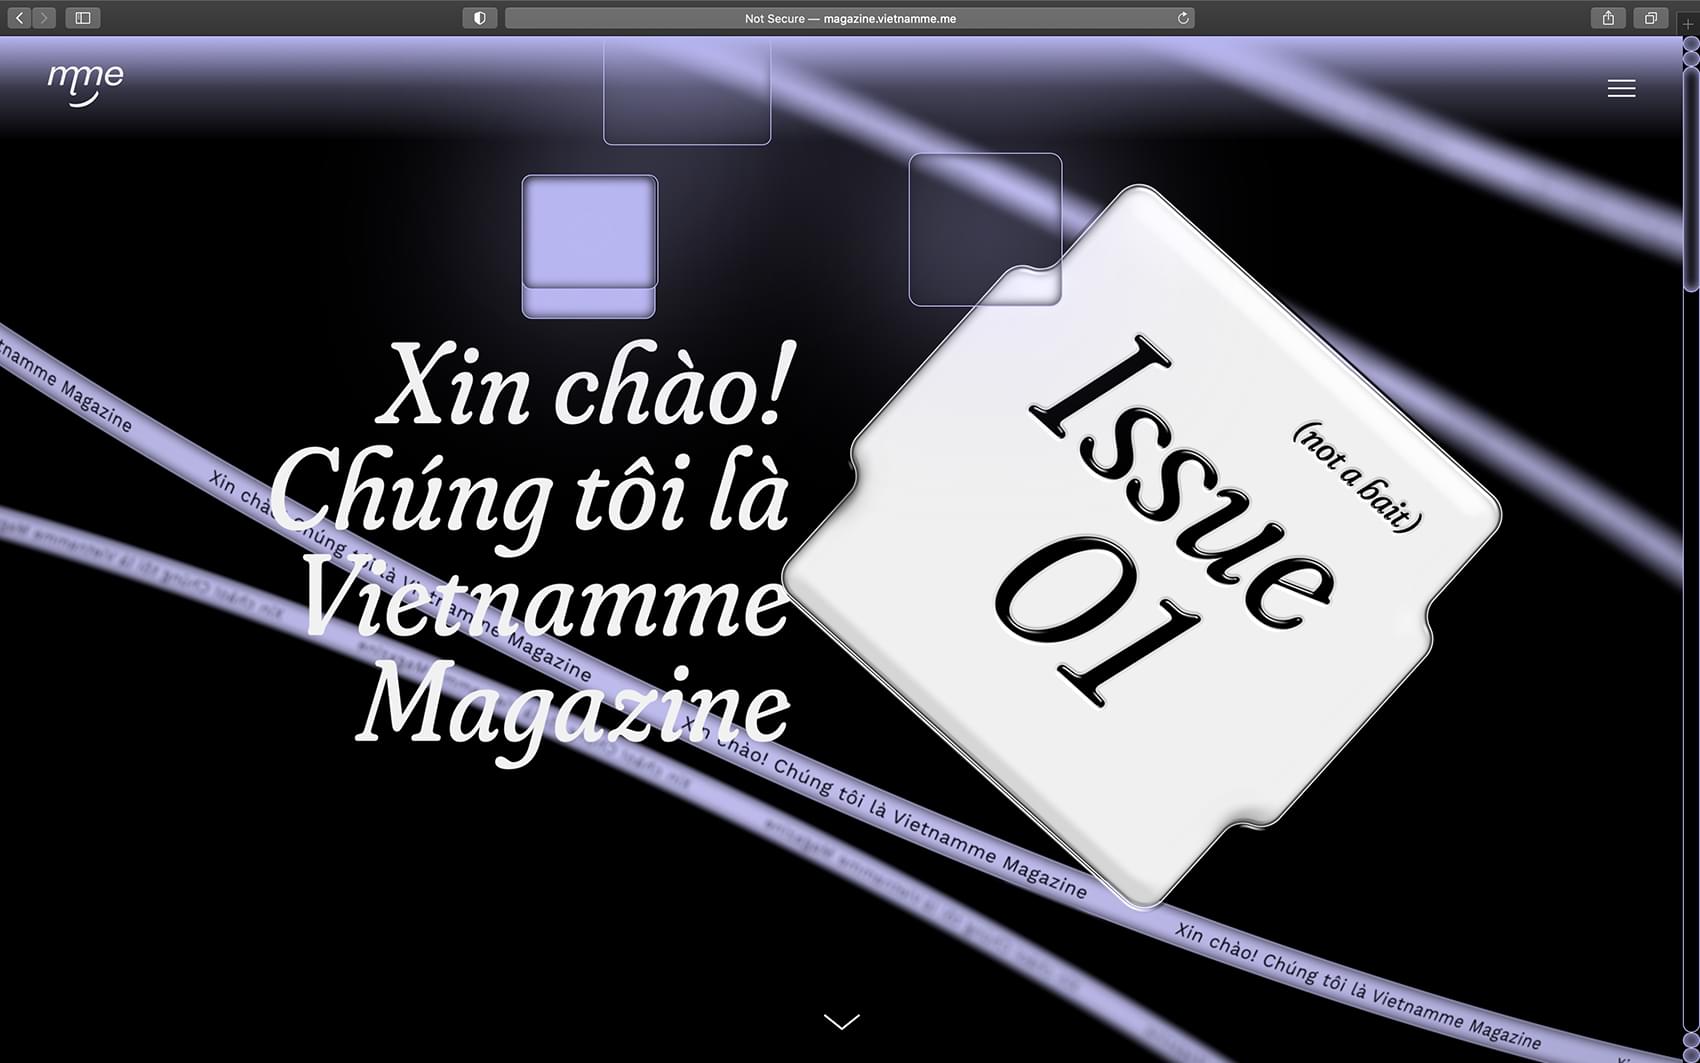 Not Secure — magazine.vietnamme.me
mme
Xin chào!
Chúng tôi là
Vietnamme
Magazine
(not a bait)
Issue
01
Vietnamme Magazine
Xin chào! Chúng tôi là Vietnamme Magazine
Xin chào! Chúng tôi là Vietnamme Magazine
Xin chào! Chúng tôi là Vietnamme Magazine